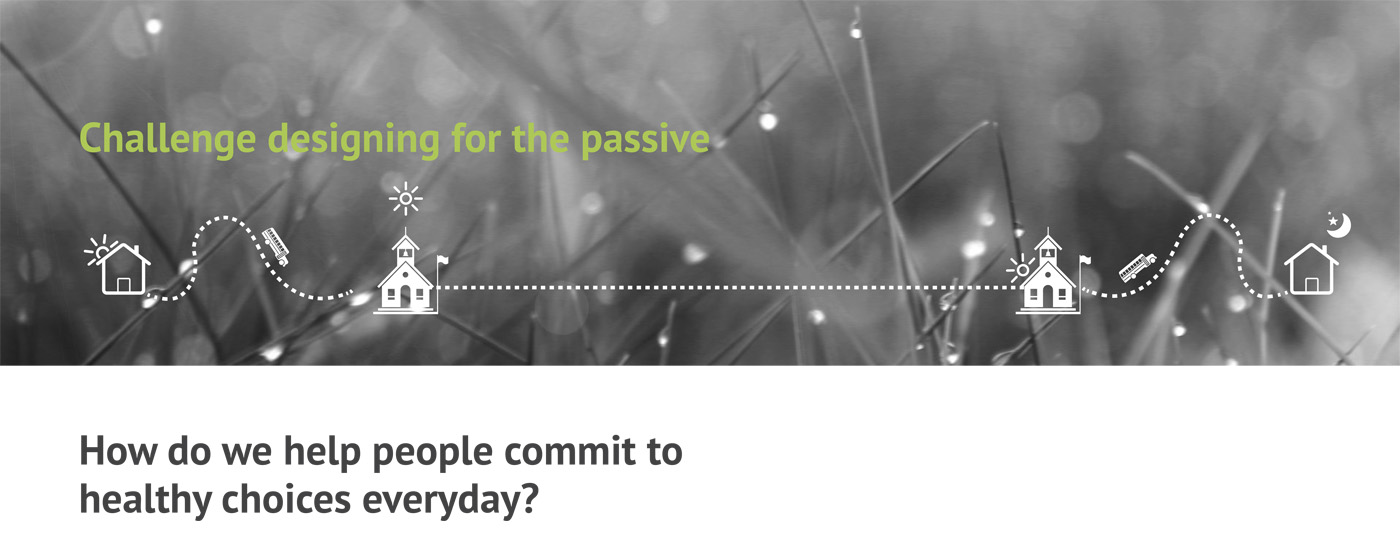 Challenge designing for the passive
How do we help people commit to
healthy choices everyday?